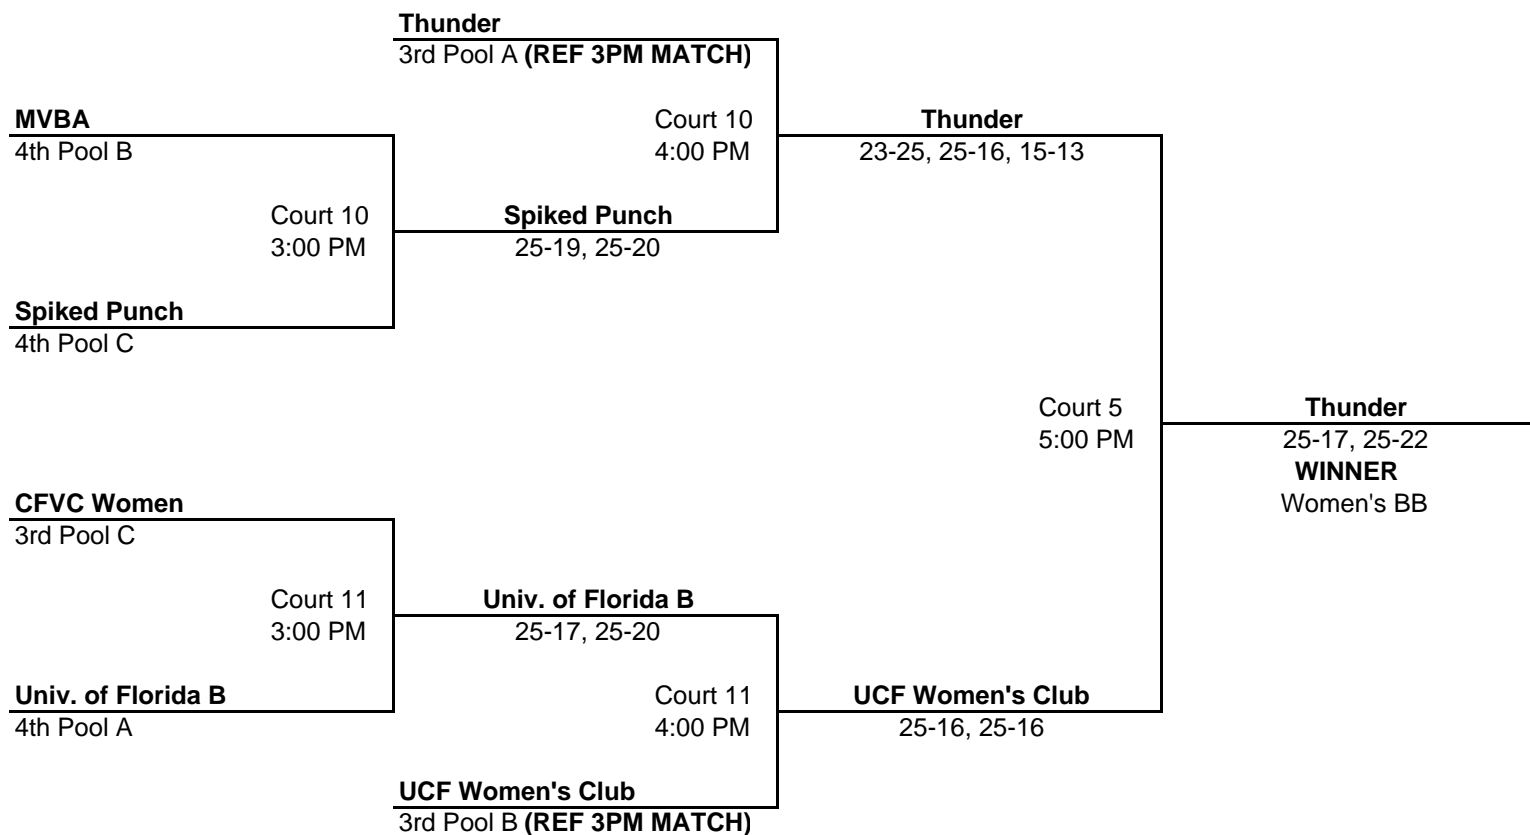 Thunder
3rd Pool A (REF 3PM MATCH)
MVBA
4th Pool B
Court 10
4:00 PM
Thunder
23-25, 25-16, 15-13
Court 10
3:00 PM
Spiked Punch
25-19, 25-20
Spiked Punch
4th Pool C
Court 5
5:00 PM
Thunder
25-17, 25-22
WINNER
Women's BB
CFVC Women
3rd Pool C
Court 11
3:00 PM
Univ. of Florida B
25-17, 25-20
Univ. of Florida B
4th Pool A
Court 11
4:00 PM
UCF Women's Club
25-16, 25-16
UCF Women's Club
3rd Pool B (REF 3PM MATCH)